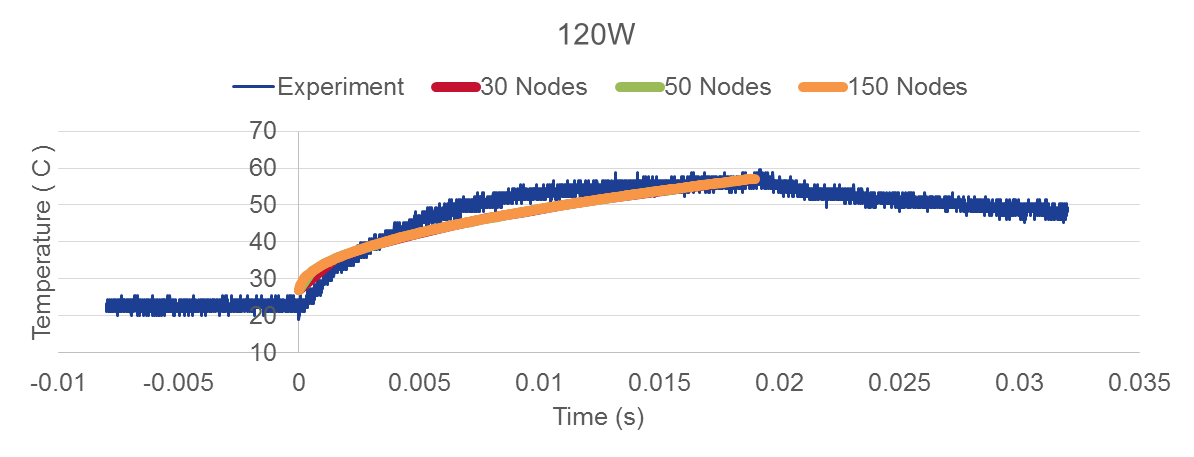 120W
Experiment 30 Nodes 50 Nodes 150 Nodes
Temperature ( C )
70
60
50
40
30
20
10
-0.01 -0.005 0 0.005 0.01 0.015 0.02 0.025 0.03 0.035
Time (s)